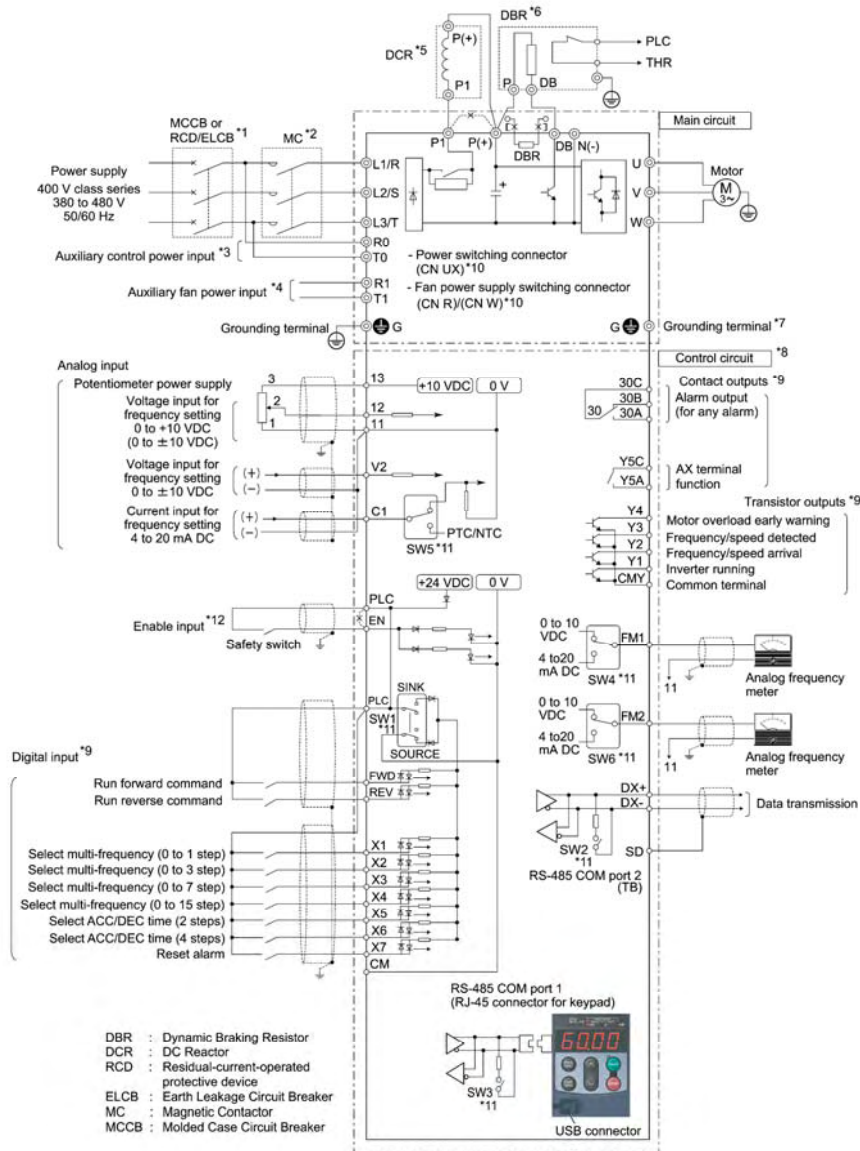 DBR *6
P(+)
DCR *5
P1
PLC
THR
P
DB
MCCB or
RCD/ELCB *1
MC *2
Main circuit
P1
P(+)
DBR
DB
N(-)
Power supply
400 V class series
380 to 480 V
50/60 Hz
L1/R
L2/S
L3/T
U
V
W
Motor
M
3~
R0
T0
Auxiliary control power input *3
- Power switching connector
(CN UX)*10
R1
T1
Auxiliary fan power input *4
- Fan power supply switching connector
(CN R)/(CN W)*10
Grounding terminal
G
G
Grounding terminal *7
Control circuit
*8
Analog input
Potentiometer power supply
3
2
1
13
12
11
+10 VDC
0 V
Voltage input for
frequency setting
0 to +10 VDC
(0 to ±10 VDC)
30C
30B
30A
30
Contact outputs *9
Alarm output
(for any alarm)
Voltage input for
frequency setting
0 to ±10 VDC
(+)
(−)
V2
Y5C
Y5A
AX terminal
function
Current input for
frequency setting
4 to 20 mA DC
(+)
(−)
C1
PTC/NTC
SW5 *11
Transistor outputs *9
Y4
Motor overload early warning
Y3
Frequency/speed detected
Y2
Frequency/speed arrival
Y1
Inverter running
CMY
Common terminal
+24 VDC
0 V
PLC
EN
Enable input *12
Safety switch
0 to 10
VDC
4 to20
mA DC
SW4 *11
FM1
11
Analog frequency
meter
PLC
SINK
SW1
*11
SOURCE
0 to 10
VDC
4 to20
mA DC
SW6 *11
FM2
11
Analog frequency
meter
Digital input *9
Run forward command
FWD
Run reverse command
REV
DX+
DX-
Data transmission
SW2
*11
SD
RS-485 COM port 2
(TB)
Select multi-frequency (0 to 1 step)
X1
Select multi-frequency (0 to 3 step)
X2
Select multi-frequency (0 to 7 step)
X3
Select multi-frequency (0 to 15 step)
X4
Select ACC/DEC time (2 steps)
X5
Select ACC/DEC time (4 steps)
X6
Reset alarm
X7
CM
RS-485 COM port 1
(RJ-45 connector for keypad)
SW3
*11
60.00
USB connector
DBR : Dynamic Braking Resistor
DCR : DC Reactor
RCD : Residual-current-operated
protective device
ELCB : Earth Leakage Circuit Breaker
MC : Magnetic Contactor
MCCB : Molded Case Circuit Breaker